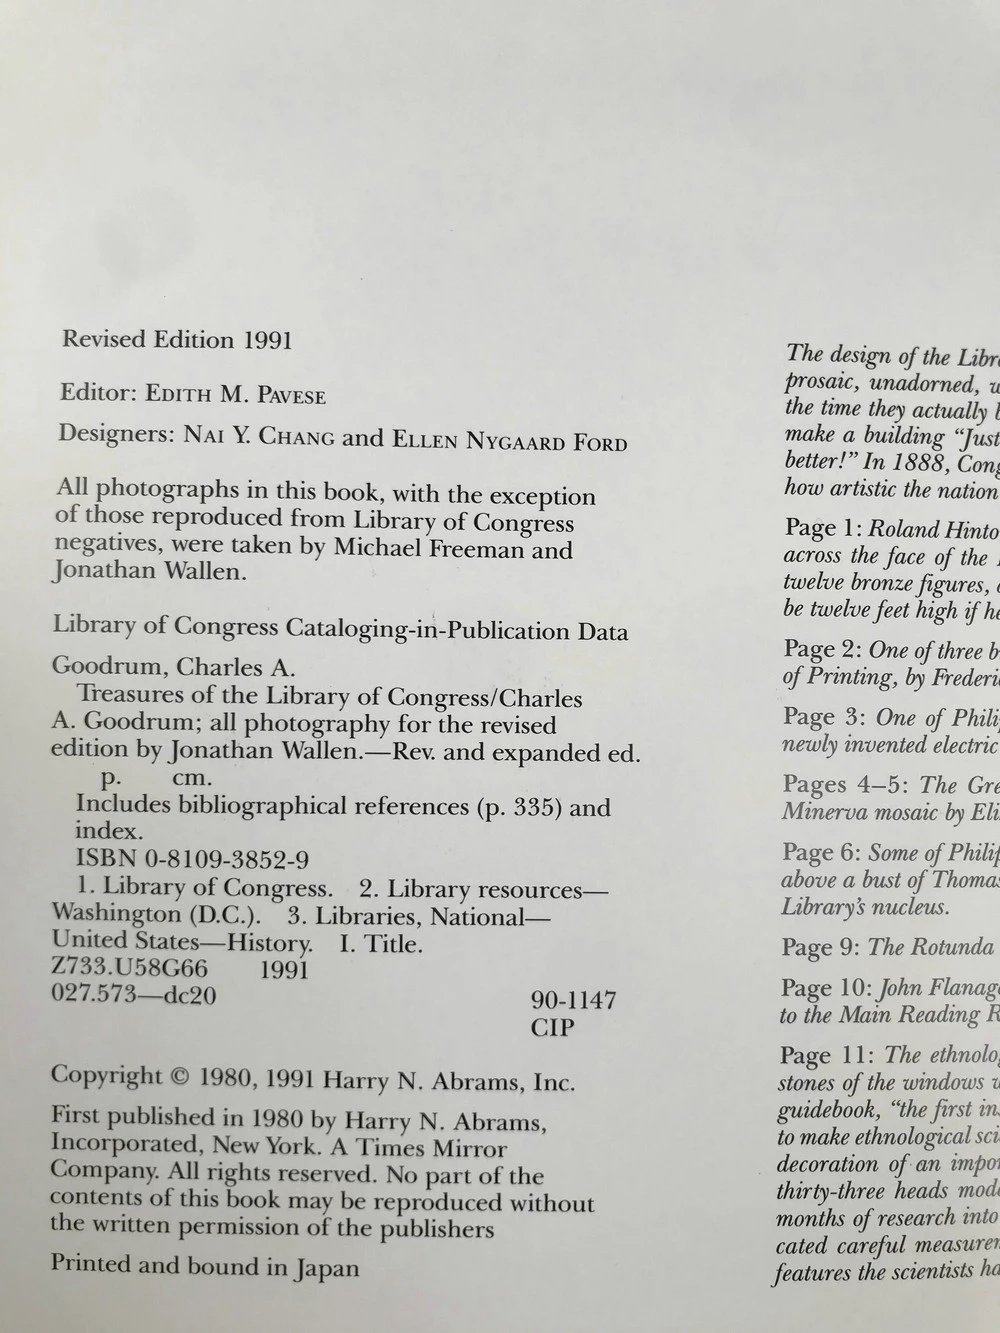 Revised Edition 1991
Editor: EDITH M. PAVESE
Designers: NAI Y. CHANG and ELLEN NYGAARD FORD
All photographs in this book, with the exception
of those reproduced from Library of Congress
negatives, were taken by Michael Freeman and
Jonathan Wallen.
Library of Congress Cataloging-in-Publication Data
Goodrum, Charles A.
Treasures of the Library of Congress/Charles
A. Goodrum; all photography for the revised
edition by Jonathan Wallen.—Rev. and expanded ed.
p. cm.
Includes bibliographical references (p. 335) and
index.
ISBN 0-8109-3852-9
1. Library of Congress. 2. Library resources—
Washington (D.C.). 3. Libraries, National—
United States—History. I. Title.
Z733.U58G66 1991
027.573—dc20 90-1147
CIP
Copyright © 1980, 1991 Harry N. Abrams, Inc.
First published in 1980 by Harry N. Abrams,
Incorporated, New York. A Times Mirror
Company. All rights reserved. No part of the
contents of this book may be reproduced without
the written permission of the publishers
Printed and bound in Japan
The design of the
prosaic, unadorned,
the time they actually
make a building "Just
better!" In 1888,
how artistic the nation
Page 1: Roland
across the face of the
twelve bronze figures,
be twelve feet high if
Page 2: One of three
of Printing, by
Page 3: One of
newly invented electric
Pages 4–5: The
Minerva mosaic by
Page 6: Some of
above a bust of
Library's nucleus.
Page 9: The Rotunda
Page 10: John
to the Main Reading
Page 11: The
stones of the windows
guidebook, "the first
to make ethnological
decoration of an
thirty-three heads
months of research into
cated careful
features the scientists